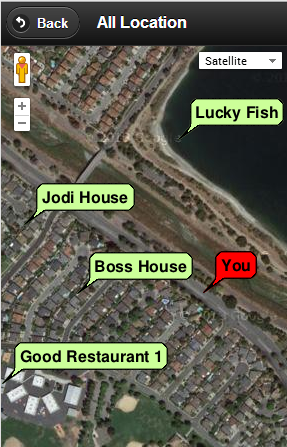 Back
All Location
Satellite
Lucky Fish
Jodi House
Boss House
You
Good Restaurant 1